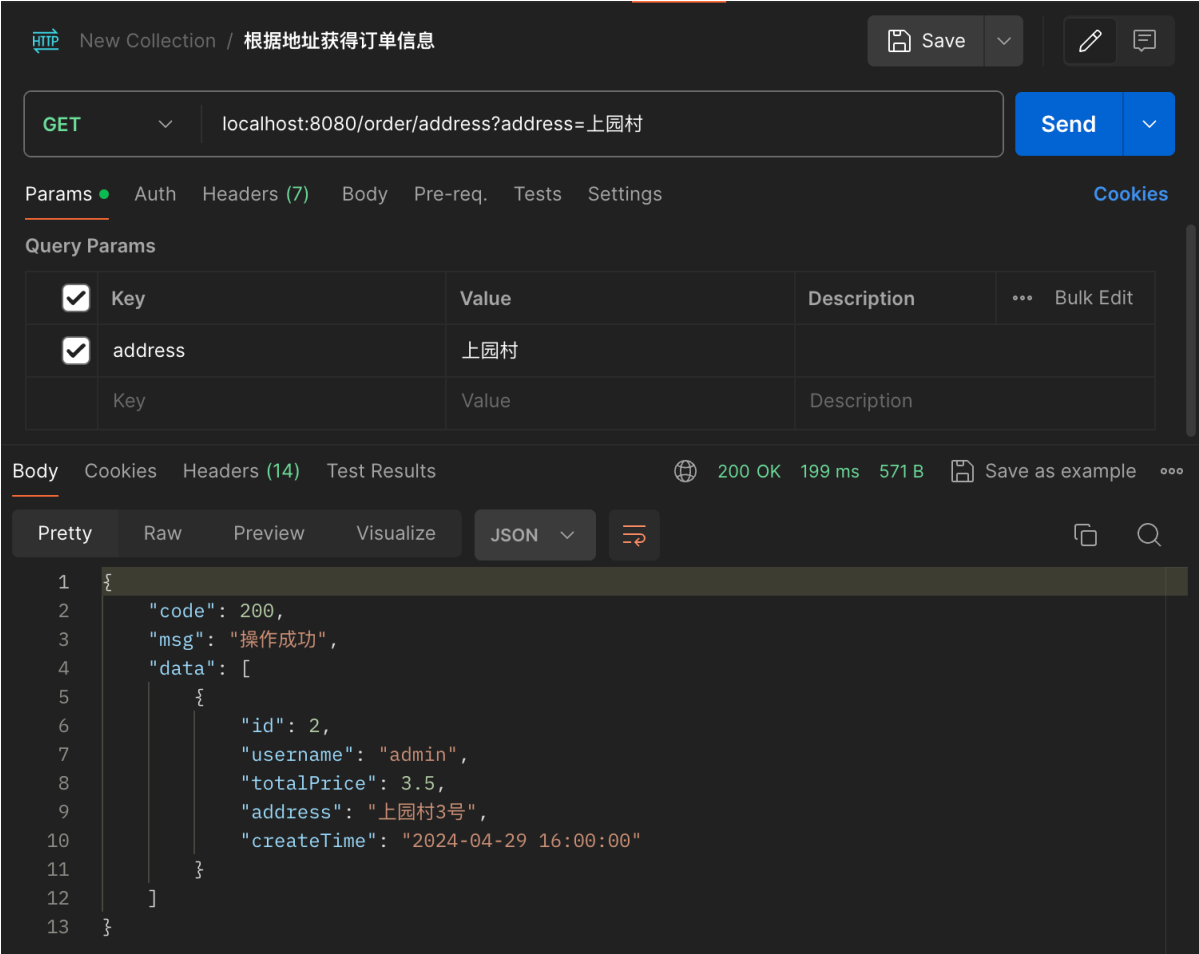 HTTP New Collection / 根据地址获得订单信息 Save
GET localhost:8080/order/address?address=上园村 Send
Params Auth Headers (7) Body Pre-req. Tests Settings Cookies
Query Params
Key Value Description Bulk Edit
address 上园村
Key Value Description
Body Cookies Headers (14) Test Results 200 OK 199 ms 571 B Save as example
Pretty Raw Preview Visualize JSON
1 {
2 "code": 200,
3 "msg": "操作成功",
4 "data": [
5 {
6 "id": 2,
7 "username": "admin",
8 "totalPrice": 3.5,
9 "address": "上园村3号",
10 "createTime": "2024-04-29 16:00:00"
11 }
12 ]
13 }